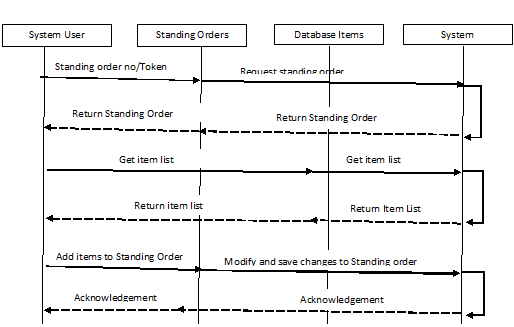 System User
Standing Orders
Database Items
System
Standing order no/Token
Request standing order
Return Standing Order
Return Standing Order
Get item list
Get item list
Return item list
Return Item List
Add items to Standing Order
Modify and save changes to Standing order
Acknowledgement
Acknowledgement